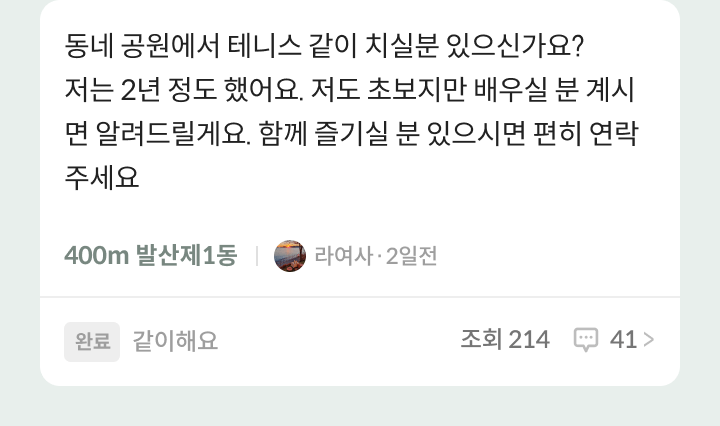 동네 공원에서 테니스 같이 치실분 있으신가요?
저는 2년 정도 했어요. 저도 초보지만 배우실 분 계시
면 알려드릴게요. 함께 즐기실 분 있으시면 편히 연락
주세요
400m 발산제1동 | 라여사·2일전
완료 같이해요 조회 214 41 >